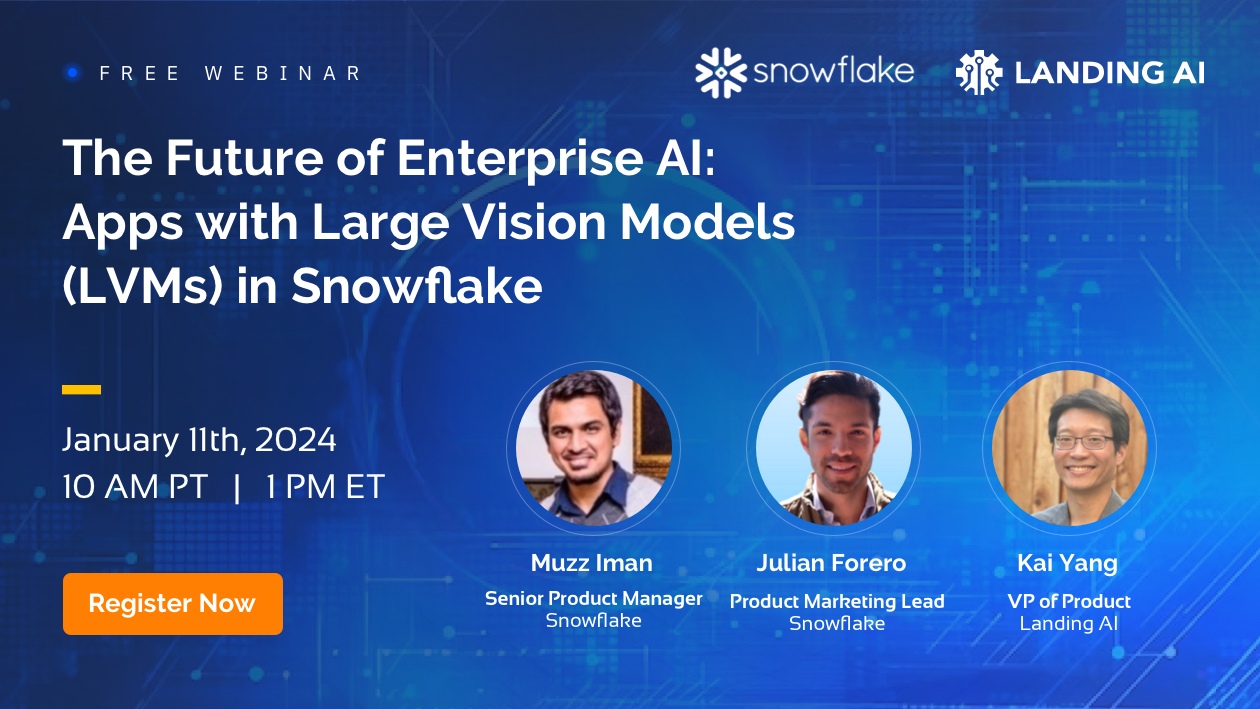 FREE WEBINAR
snowflake
LANDING AI
The Future of Enterprise AI:
Apps with Large Vision Models
(LVMs) in Snowflake
January 11th, 2024
10 AM PT | 1 PM ET
Register Now
Muzz Iman
Senior Product Manager
Snowflake
Julian Forero
Product Marketing Lead
Snowflake
Kai Yang
VP of Product
Landing AI